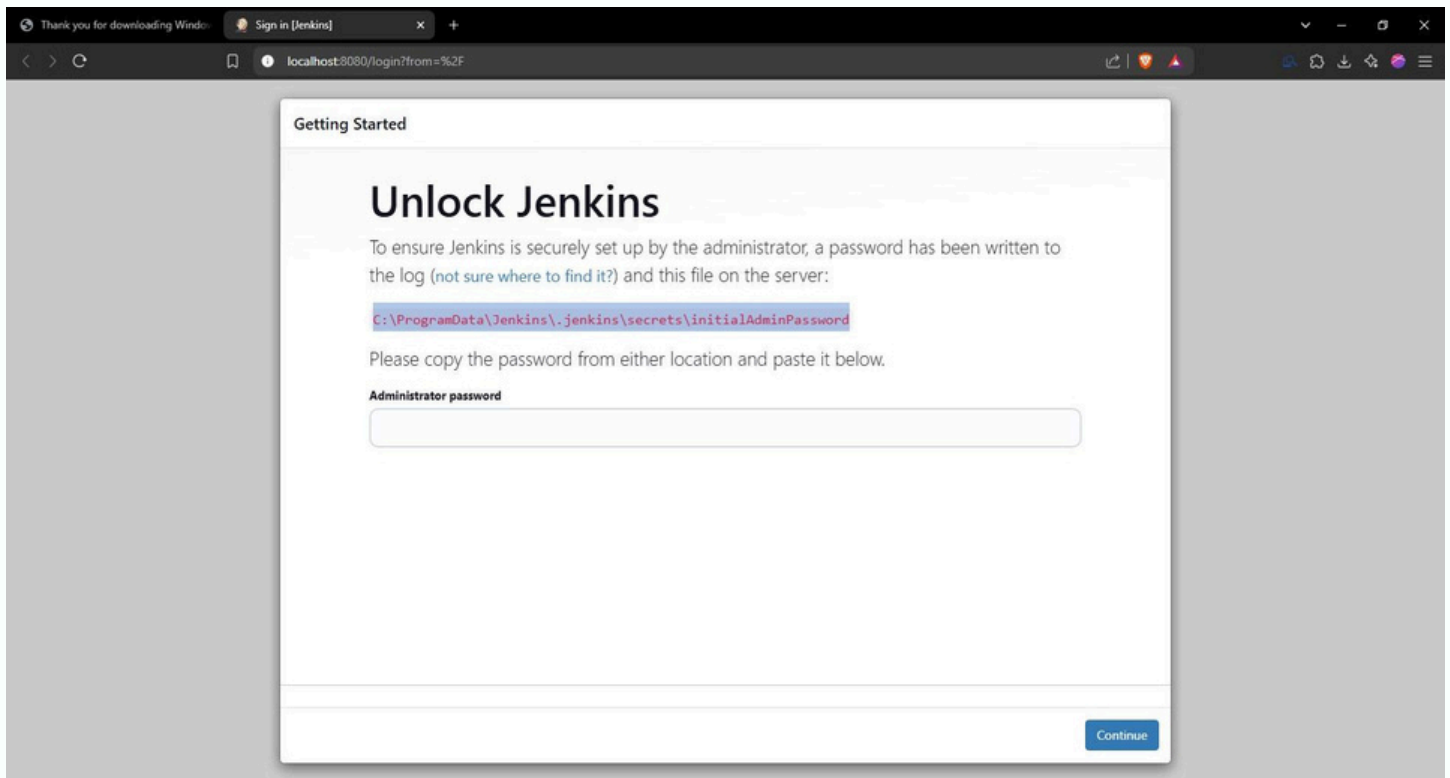 Thank you for downloading Windo
Sign in [Jenkins]
localhost:8080/login?from=%2F
Getting Started
Unlock Jenkins
To ensure Jenkins is securely set up by the administrator, a password has been written to
the log (not sure where to find it?) and this file on the server:
C:\ProgramData\Jenkins\.jenkins\secrets\initialAdminPassword
Please copy the password from either location and paste it below.
Administrator password
Continue